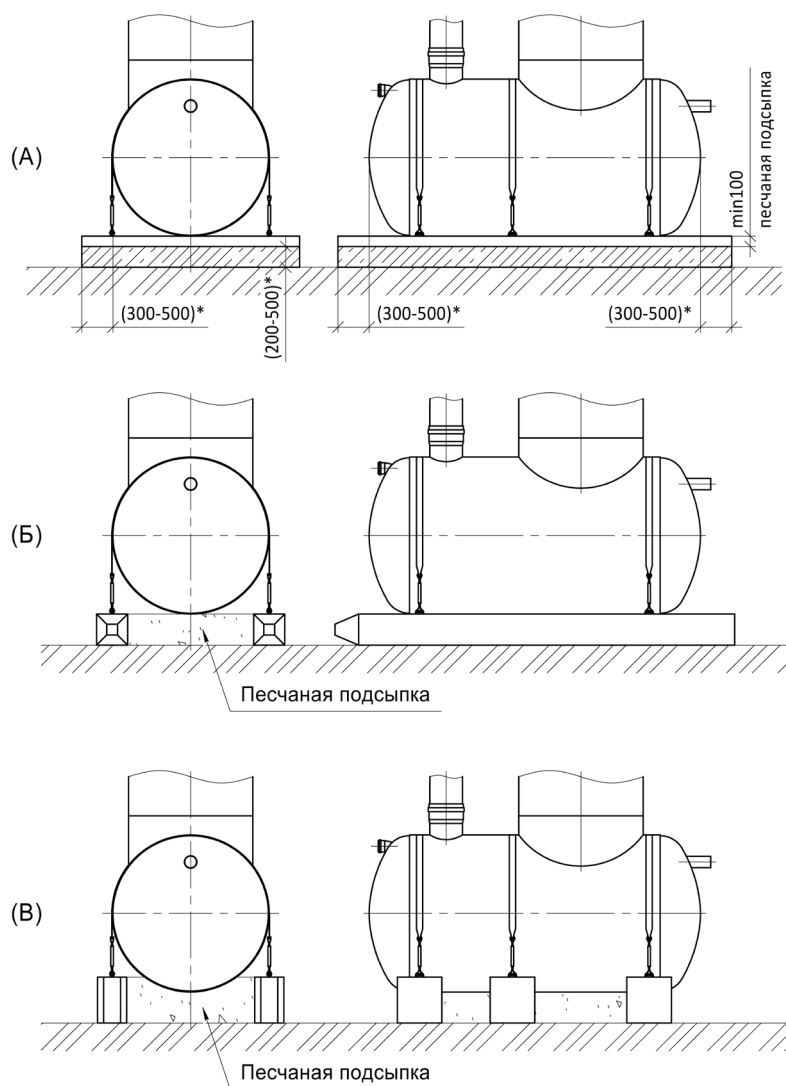 (А)
min100
песчаная подсыпка
(300-500)*
(200-500)*
(300-500)*
(300-500)*
(Б)
Песчаная подсыпка
(В)
Песчаная подсыпка